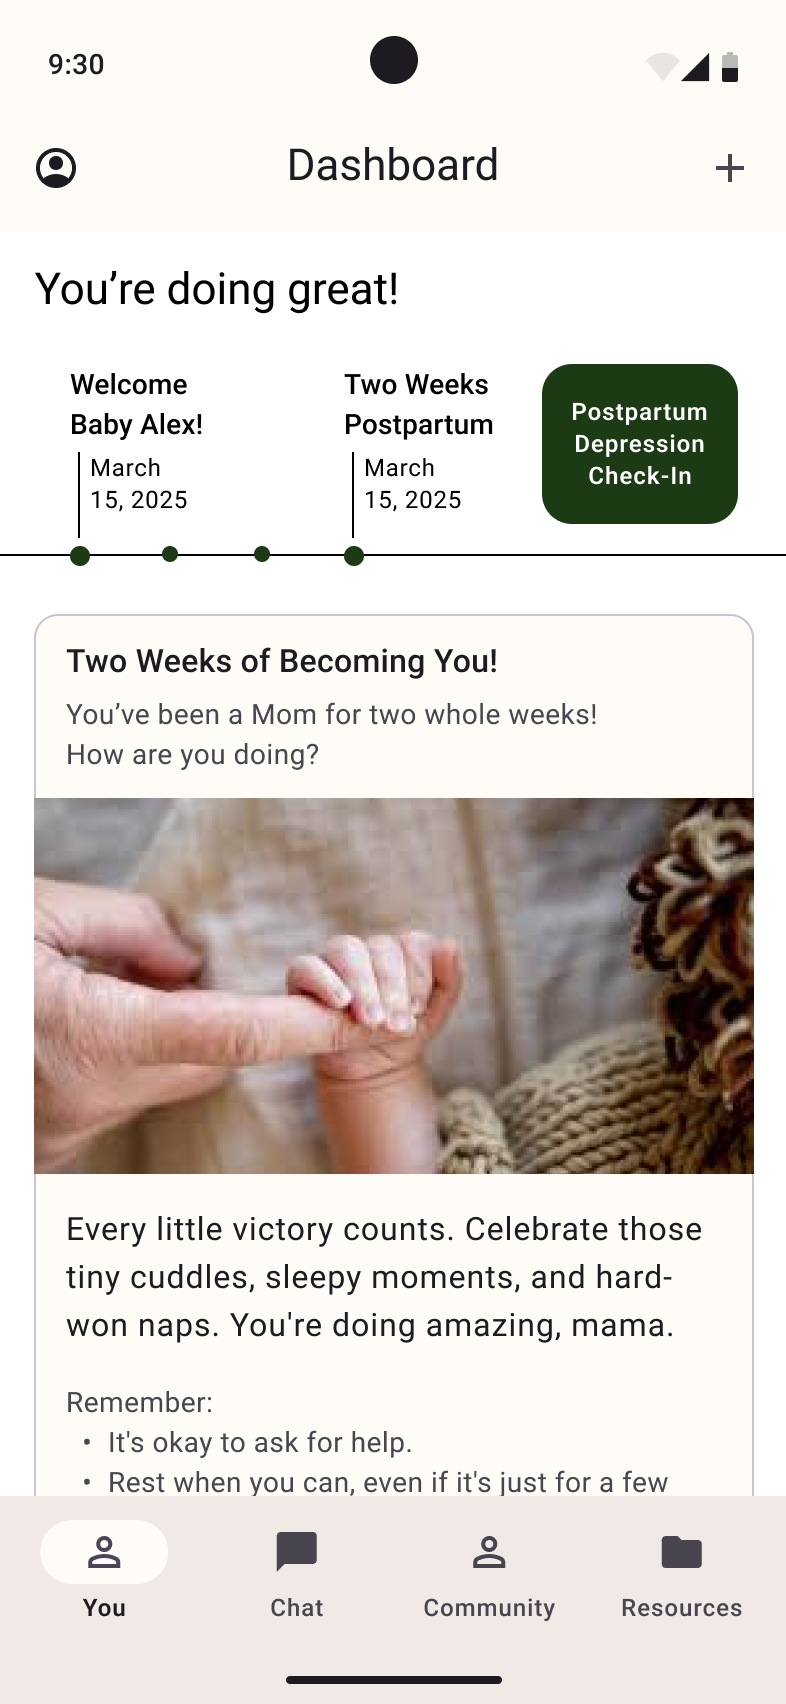 9:30
Dashboard
You’re doing great!
Welcome
Baby Alex!
March
15, 2025
Two Weeks
Postpartum
March
15, 2025
Postpartum
Depression
Check-In
Two Weeks of Becoming You!
You’ve been a Mom for two whole weeks!
How are you doing?
Every little victory counts. Celebrate those
tiny cuddles, sleepy moments, and hard-
won naps. You're doing amazing, mama.
Remember:
• It's okay to ask for help.
• Rest when you can, even if it's just for a few
You
Chat
Community
Resources